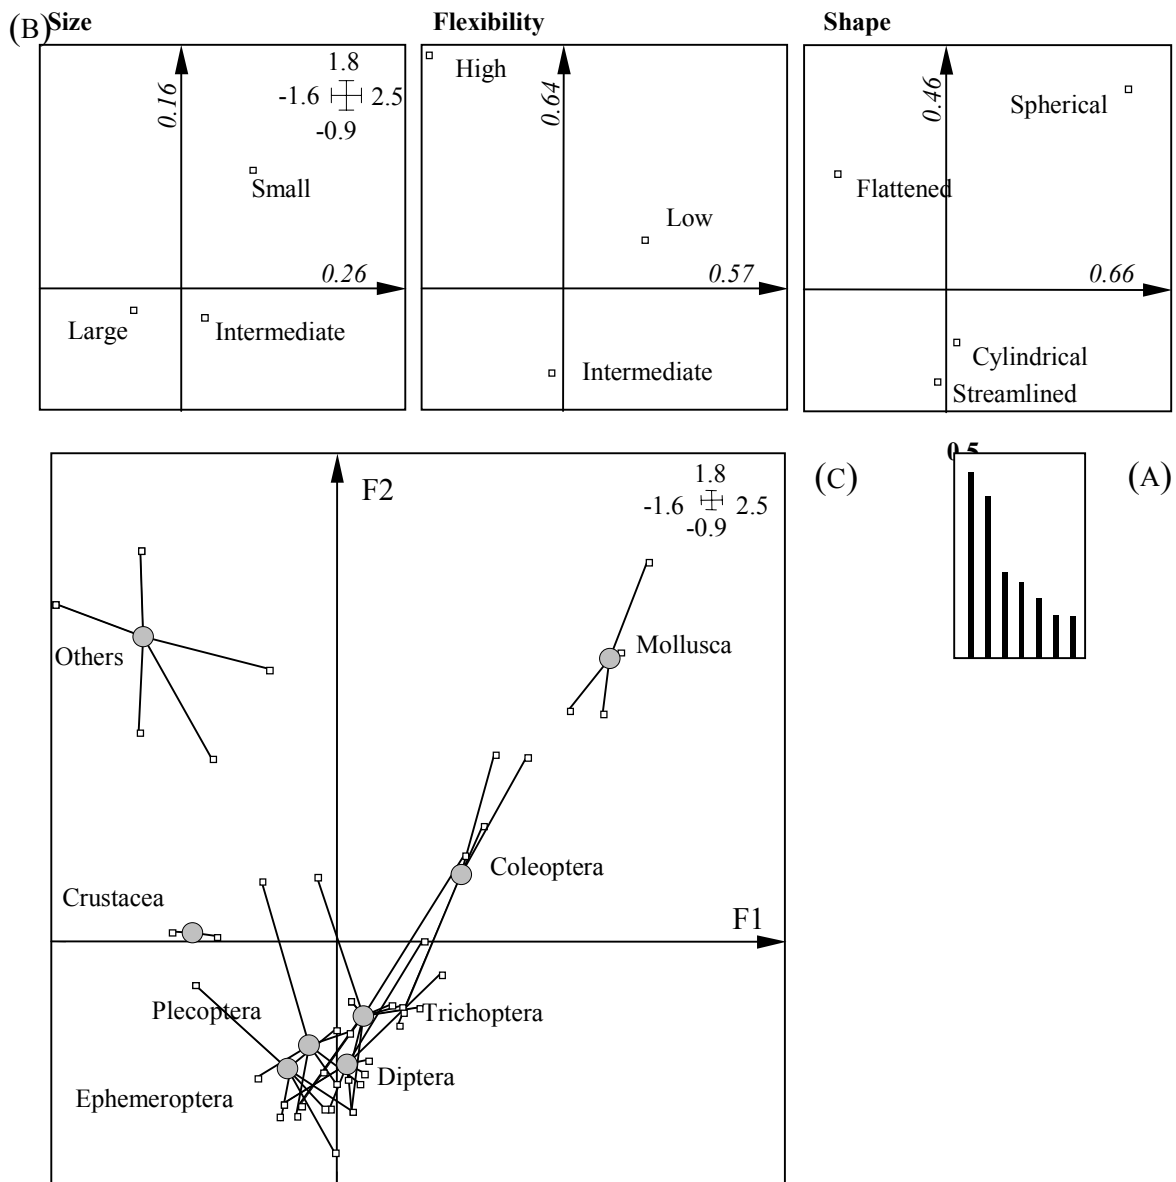 (B) Size
Flexibility
Shape
0.16
1.8
-1.6 2.5
-0.9
Small
0.26
Large
Intermediate
High
0.64
Low
0.57
Intermediate
0.46
Spherical
Flattened
0.66
Cylindrical
Streamlined
F2
1.8
-1.6 2.5
-0.9
(C)
0.5
(A)
Others
Mollusca
Coleoptera
Crustacea
F1
Plecoptera
Trichoptera
Diptera
Ephemeroptera